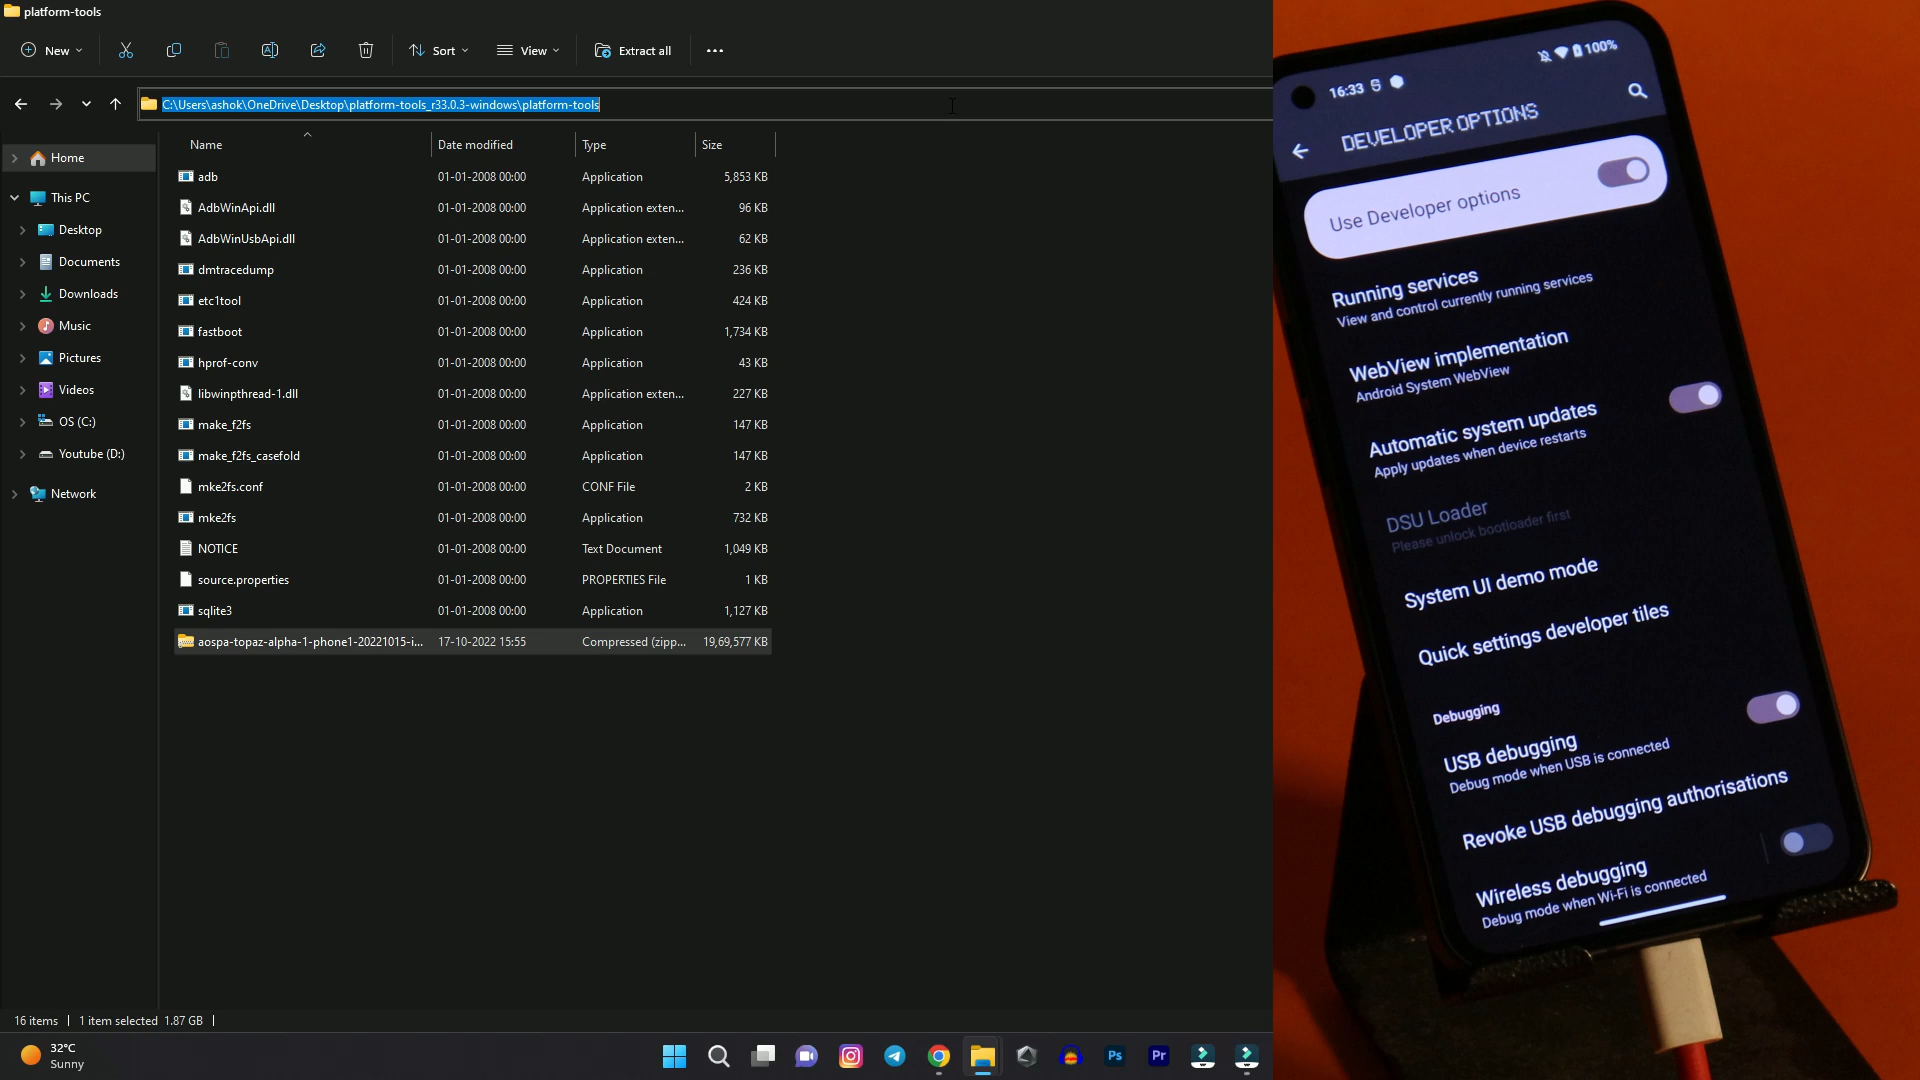 platform-tools
New
Sort
View
Extract all
C:\Users\ashok\OneDrive\Desktop\platform-tools_r33.0.3-windows\platform-tools
Home
This PC
Desktop
Documents
Downloads
Music
Pictures
Videos
OS (C:)
Youtube (D:)
Network
Name Date modified Type Size
adb 01-01-2008 00:00 Application 5,853 KB
AdbWinApi.dll 01-01-2008 00:00 Application exten... 96 KB
AdbWinUsbApi.dll 01-01-2008 00:00 Application exten... 62 KB
dmtracedump 01-01-2008 00:00 Application 236 KB
etc1tool 01-01-2008 00:00 Application 424 KB
fastboot 01-01-2008 00:00 Application 1,734 KB
hprof-conv 01-01-2008 00:00 Application 43 KB
libwinpthread-1.dll 01-01-2008 00:00 Application exten... 227 KB
make_f2fs 01-01-2008 00:00 Application 147 KB
make_f2fs_casefold 01-01-2008 00:00 Application 147 KB
mke2fs.conf 01-01-2008 00:00 CONF File 2 KB
mke2fs 01-01-2008 00:00 Application 732 KB
NOTICE 01-01-2008 00:00 Text Document 1,049 KB
source.properties 01-01-2008 00:00 PROPERTIES File 1 KB
sqlite3 01-01-2008 00:00 Application 1,127 KB
aospa-topaz-alpha-1-phone1-20221015-i... 17-10-2022 15:55 Compressed (zipp... 19,69,577 KB
16 items | 1 item selected 1.87 GB |
32°C
Sunny
Ps
Pr
16:33
100%
DEVELOPER OPTIONS
Use Developer options
Running services
View and control currently running services
WebView implementation
Android System WebView
Automatic system updates
Apply updates when device restarts
DSU Loader
Please unlock bootloader first
System UI demo mode
Quick settings developer tiles
Debugging
USB debugging
Debug mode when USB is connected
Revoke USB debugging authorisations
Wireless debugging
Debug mode when Wi-Fi is connected